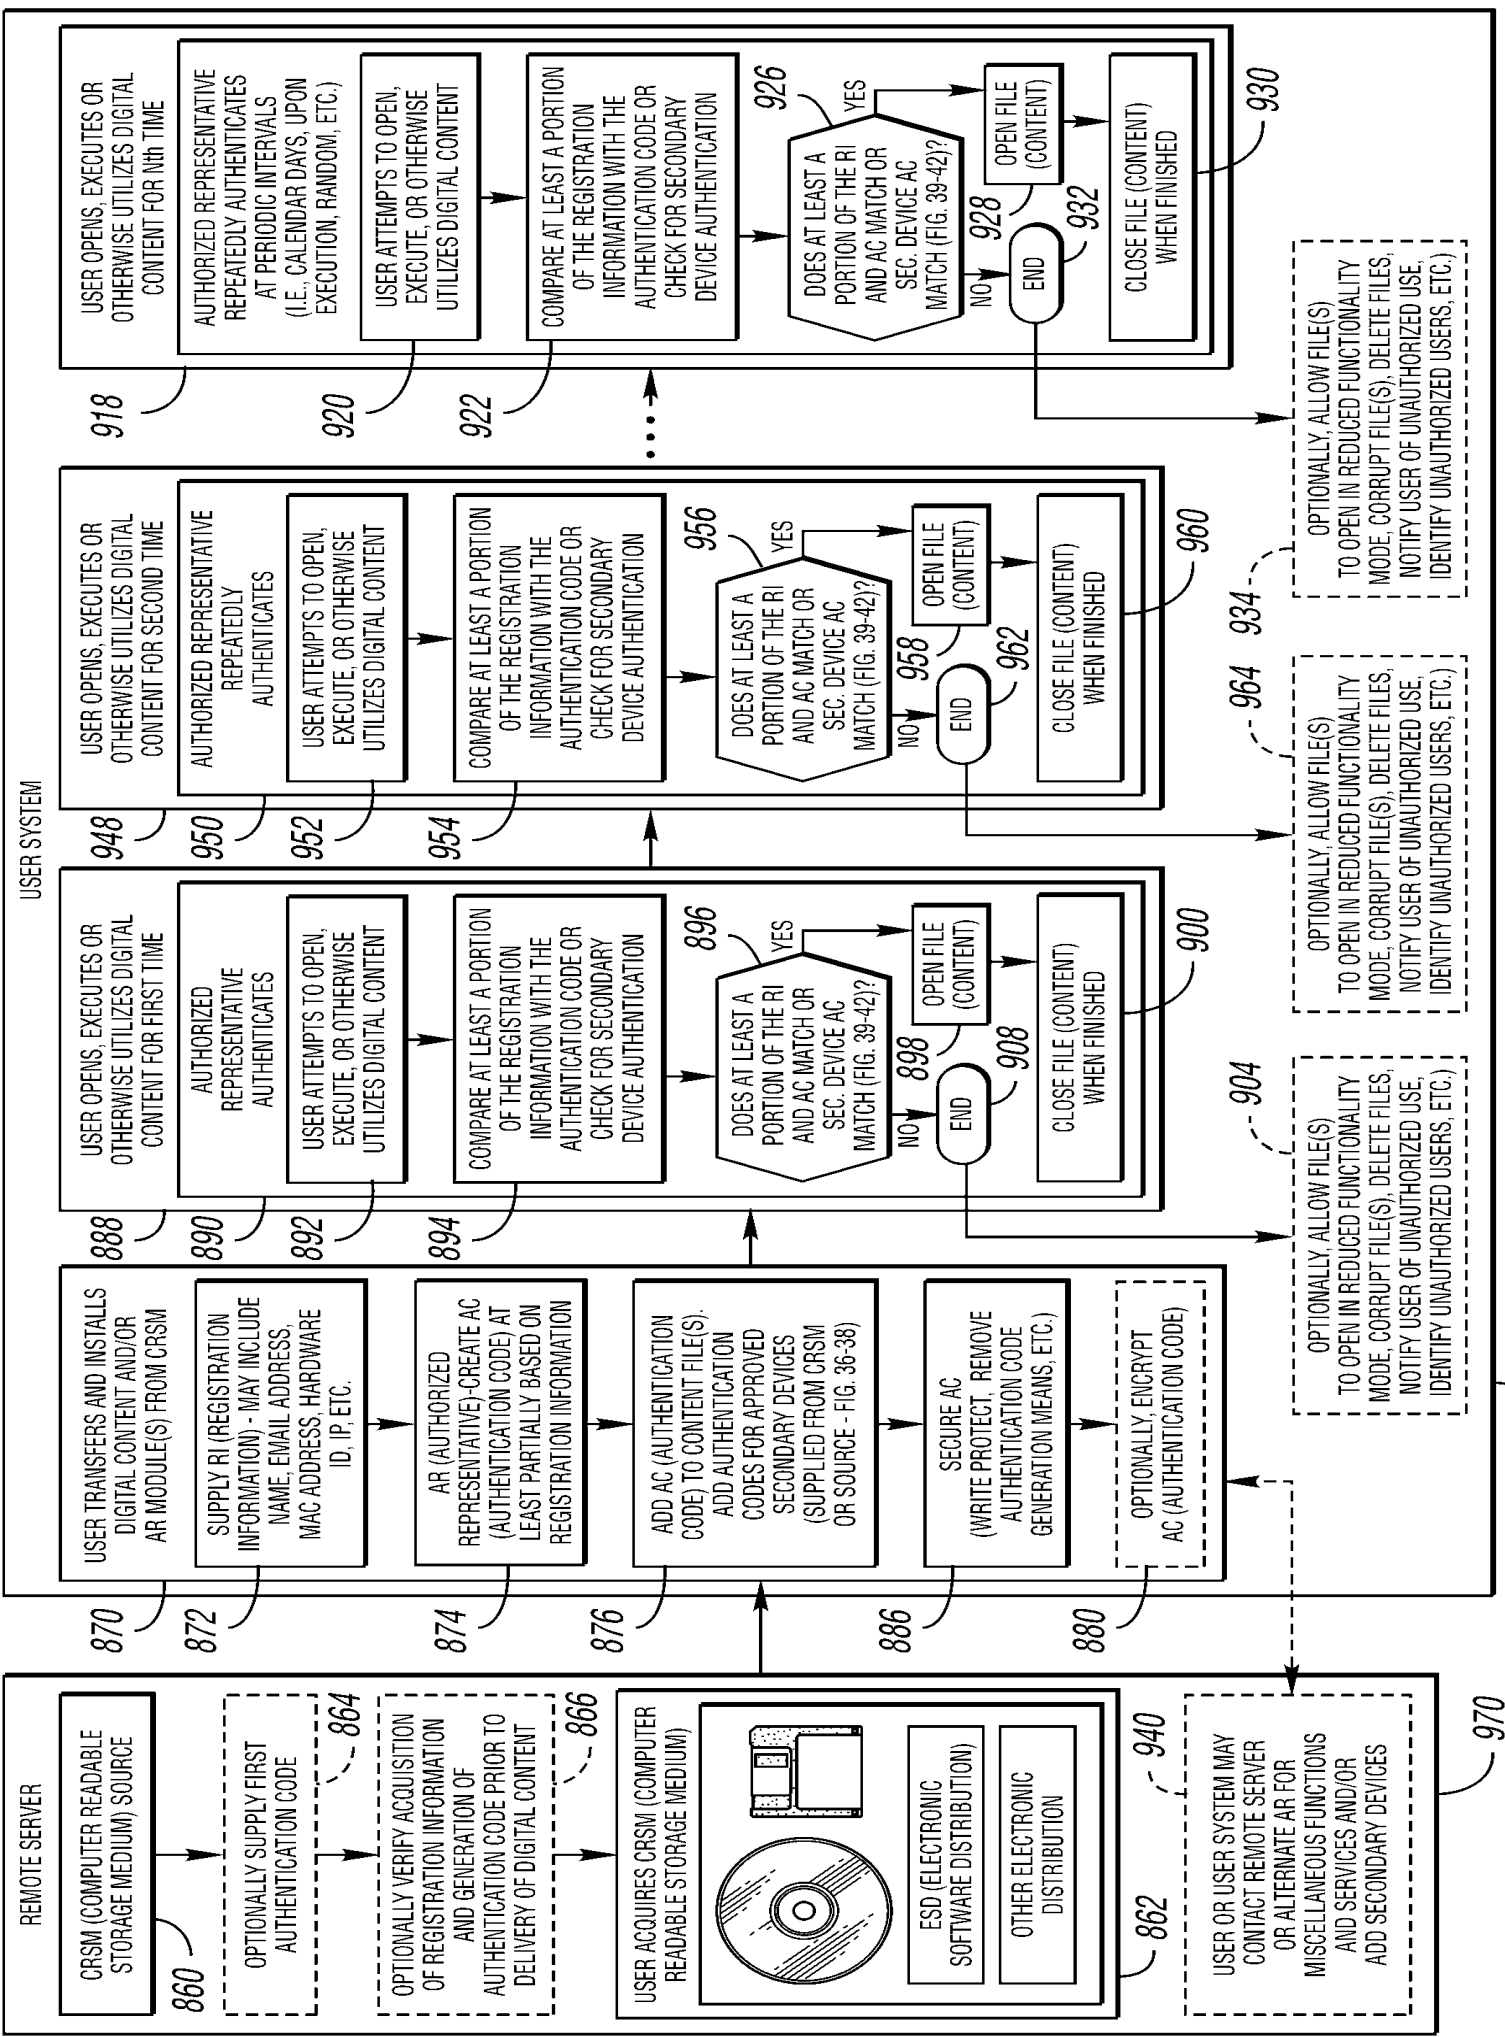 REMOTE SERVER
CRSM (COMPUTER READABLE
STORAGE MEDIUM) SOURCE
860
OPTIONALLY SUPPLY FIRST
AUTHENTICATION CODE
864
OPTIONALLY VERIFY ACQUISITION
OF REGISTRATION INFORMATION
AND GENERATION OF
AUTHENTICATION CODE PRIOR TO
DELIVERY OF DIGITAL CONTENT
866
USER ACQUIRES CRSM (COMPUTER
READABLE STORAGE MEDIUM)
ESD (ELECTRONIC
SOFTWARE DISTRIBUTION)
OTHER ELECTRONIC
DISTRIBUTION
862
940
USER OR USER SYSTEM MAY
CONTACT REMOTE SERVER
OR ALTERNATE AR FOR
MISCELLANEOUS FUNCTIONS
AND SERVICES AND/OR
ADD SECONDARY DEVICES
970
USER SYSTEM
USER TRANSFERS AND INSTALLS
DIGITAL CONTENT AND/OR
AR MODULE(S) FROM CRSM
870
SUPPLY RI (REGISTRATION
INFORMATION) - MAY INCLUDE
NAME, EMAIL ADDRESS,
MAC ADDRESS, HARDWARE
ID, IP, ETC.
872
AR (AUTHORIZED
REPRESENTATIVE)-CREATE AC
(AUTHENTICATION CODE) AT
LEAST PARTIALLY BASED ON
REGISTRATION INFORMATION
874
ADD AC (AUTHENTICATION
CODE) TO CONTENT FILE(S).
ADD AUTHENTICATION
CODES FOR APPROVED
SECONDARY DEVICES
(SUPPLIED FROM CRSM
OR SOURCE - FIG. 36-38)
876
SECURE AC
(WRITE PROTECT, REMOVE
AUTHENTICATION CODE
GENERATION MEANS, ETC.)
886
OPTIONALLY, ENCRYPT
AC (AUTHENTICATION CODE)
880
USER OPENS, EXECUTES OR
OTHERWISE UTILIZES DIGITAL
CONTENT FOR FIRST TIME
888
AUTHORIZED
REPRESENTATIVE
AUTHENTICATES
890
USER ATTEMPTS TO OPEN,
EXECUTE, OR OTHERWISE
UTILIZES DIGITAL CONTENT
892
COMPARE AT LEAST A PORTION
OF THE REGISTRATION
INFORMATION WITH THE
AUTHENTICATION CODE OR
CHECK FOR SECONDARY
DEVICE AUTHENTICATION
894
DOES AT LEAST A
PORTION OF THE RI
AND AC MATCH OR
SEC. DEVICE AC
MATCH (FIG. 39-42)?
896
YES
NO
OPEN FILE
(CONTENT)
898
END
908
CLOSE FILE (CONTENT)
WHEN FINISHED
900
904
OPTIONALLY, ALLOW FILE(S)
TO OPEN IN REDUCED FUNCTIONALITY
MODE, CORRUPT FILE(S), DELETE FILES,
NOTIFY USER OF UNAUTHORIZED USE,
IDENTIFY UNAUTHORIZED USERS, ETC.)
USER OPENS, EXECUTES OR
OTHERWISE UTILIZES DIGITAL
CONTENT FOR SECOND TIME
948
AUTHORIZED REPRESENTATIVE
REPEATEDLY
AUTHENTICATES
950
USER ATTEMPTS TO OPEN,
EXECUTE, OR OTHERWISE
UTILIZES DIGITAL CONTENT
952
COMPARE AT LEAST A PORTION
OF THE REGISTRATION
INFORMATION WITH THE
AUTHENTICATION CODE OR
CHECK FOR SECONDARY
DEVICE AUTHENTICATION
954
DOES AT LEAST A
PORTION OF THE RI
AND AC MATCH OR
SEC. DEVICE AC
MATCH (FIG. 39-42)?
956
YES
NO
OPEN FILE
(CONTENT)
958
END
962
CLOSE FILE (CONTENT)
WHEN FINISHED
960
964
OPTIONALLY, ALLOW FILE(S)
TO OPEN IN REDUCED FUNCTIONALITY
MODE, CORRUPT FILE(S), DELETE FILES,
NOTIFY USER OF UNAUTHORIZED USE,
IDENTIFY UNAUTHORIZED USERS, ETC.)
USER OPENS, EXECUTES OR
OTHERWISE UTILIZES DIGITAL
CONTENT FOR Nth TIME
918
AUTHORIZED REPRESENTATIVE
REPEATEDLY AUTHENTICATES
AT PERIODIC INTERVALS
(I.E., CALENDAR DAYS, UPON
EXECUTION, RANDOM, ETC.)
USER ATTEMPTS TO OPEN,
EXECUTE, OR OTHERWISE
UTILIZES DIGITAL CONTENT
920
COMPARE AT LEAST A PORTION
OF THE REGISTRATION
INFORMATION WITH THE
AUTHENTICATION CODE OR
CHECK FOR SECONDARY
DEVICE AUTHENTICATION
922
DOES AT LEAST A
PORTION OF THE RI
AND AC MATCH OR
SEC. DEVICE AC
MATCH (FIG. 39-42)?
926
YES
NO
OPEN FILE
(CONTENT)
928
END
932
CLOSE FILE (CONTENT)
WHEN FINISHED
930
934
OPTIONALLY, ALLOW FILE(S)
TO OPEN IN REDUCED FUNCTIONALITY
MODE, CORRUPT FILE(S), DELETE FILES,
NOTIFY USER OF UNAUTHORIZED USE,
IDENTIFY UNAUTHORIZED USERS, ETC.)